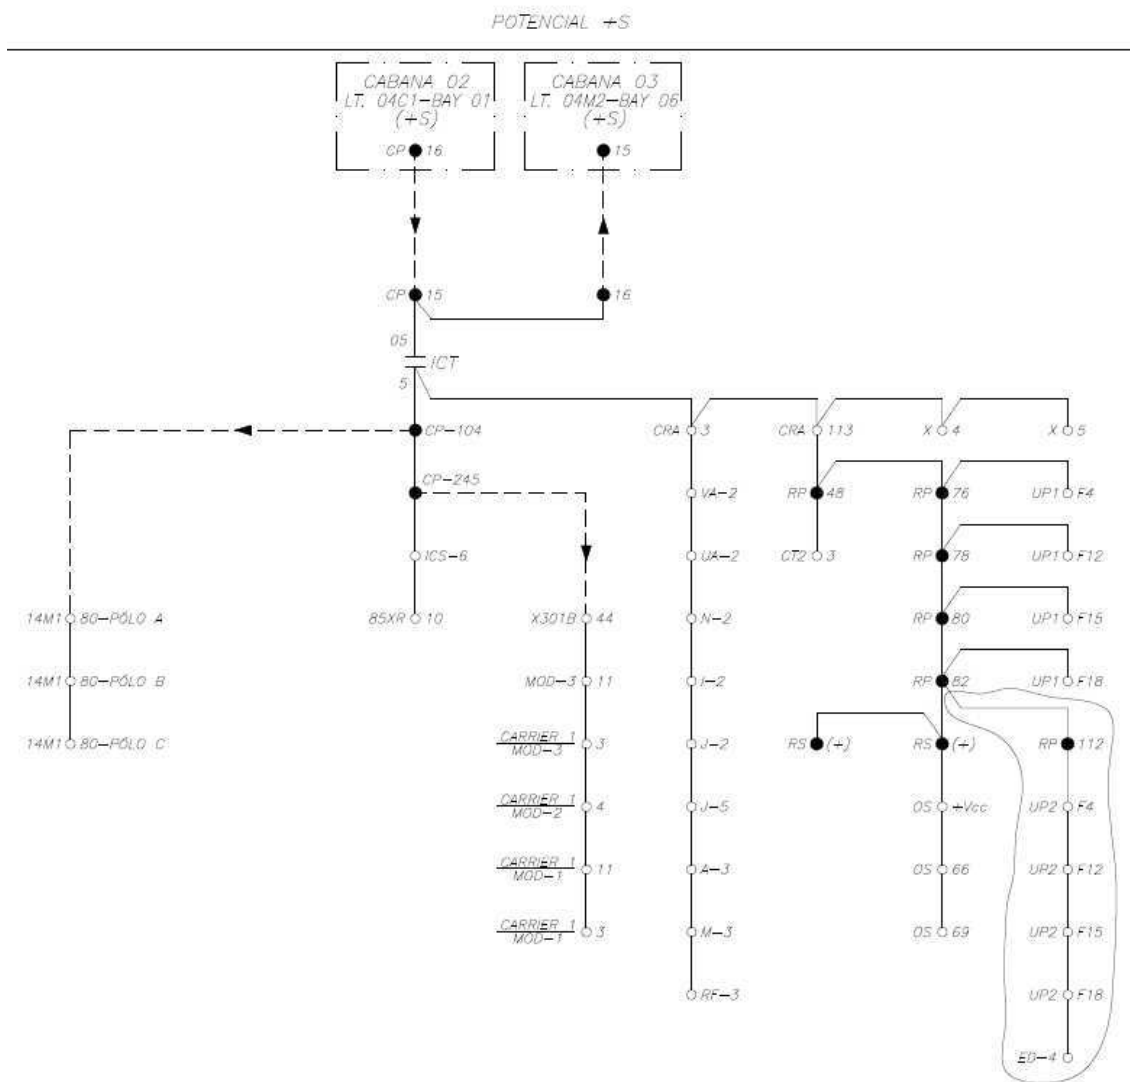 POTENCIAL +S
CABANA 02
LT. 04C1-BAY 01
(+S)
CP 16
CABANA 03
LT. 04M2-BAY 06
(+S)
15
CP 15
16
05
ICT
5
CP-104
CRA 3
CRA 113
X 4
X 5
CP-245
VA-2
RP 48
RP 76
UP1 F4
ICS-6
UA-2
CT2 3
RP 78
UP1 F12
14M1 80-PÓLO A
85XR 10
X301B 44
N-2
RP 80
UP1 F15
14M1 80-PÓLO B
MOD-3 11
I-2
RP 82
UP1 F18
14M1 80-PÓLO C
CARRIER 1
MOD-3
3
J-2
RS (+)
RS (+)
RP 112
CARRIER 1
MOD-2
4
J-5
OS +Vcc
UP2 F4
CARRIER 1
MOD-1
11
A-3
OS 66
UP2 F12
CARRIER 1
MOD-1
3
M-3
OS 69
UP2 F15
RF-3
UP2 F18
ED-4